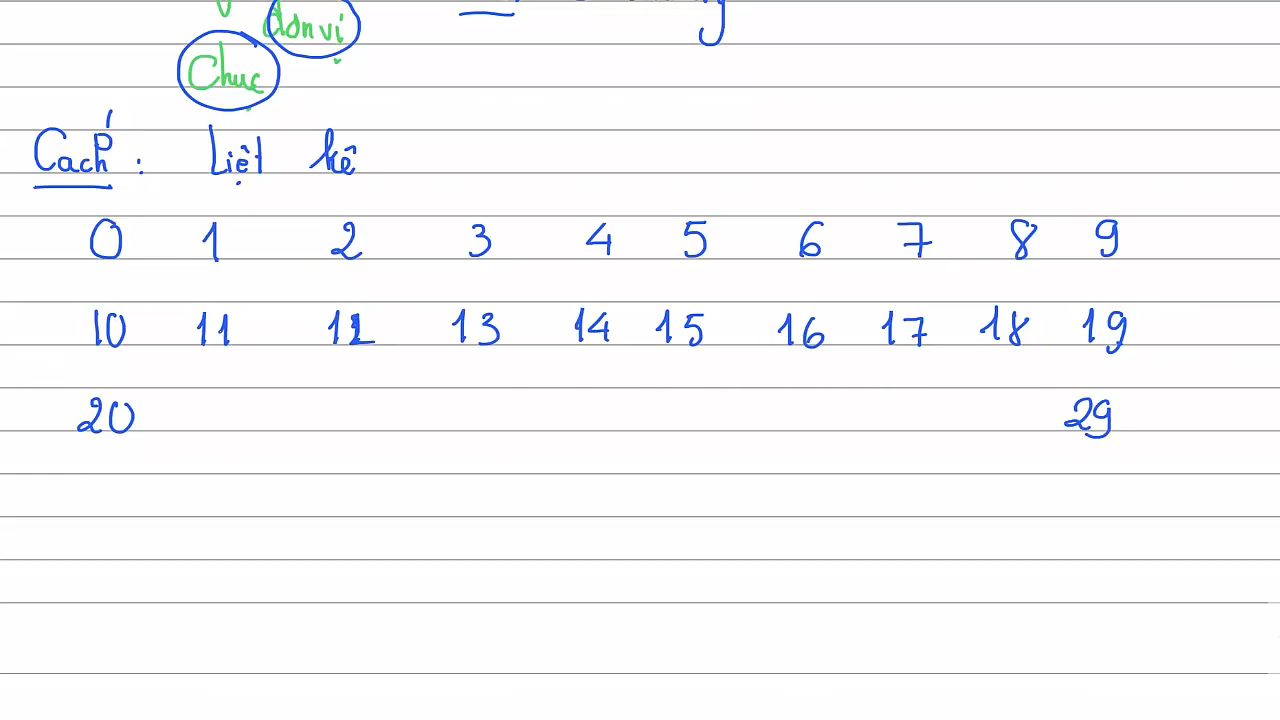 đơn vị
Chục
Cách: Liệt kê
0 1 2 3 4 5 6 7 8 9
10 11 12 13 14 15 16 17 18 19
20 29